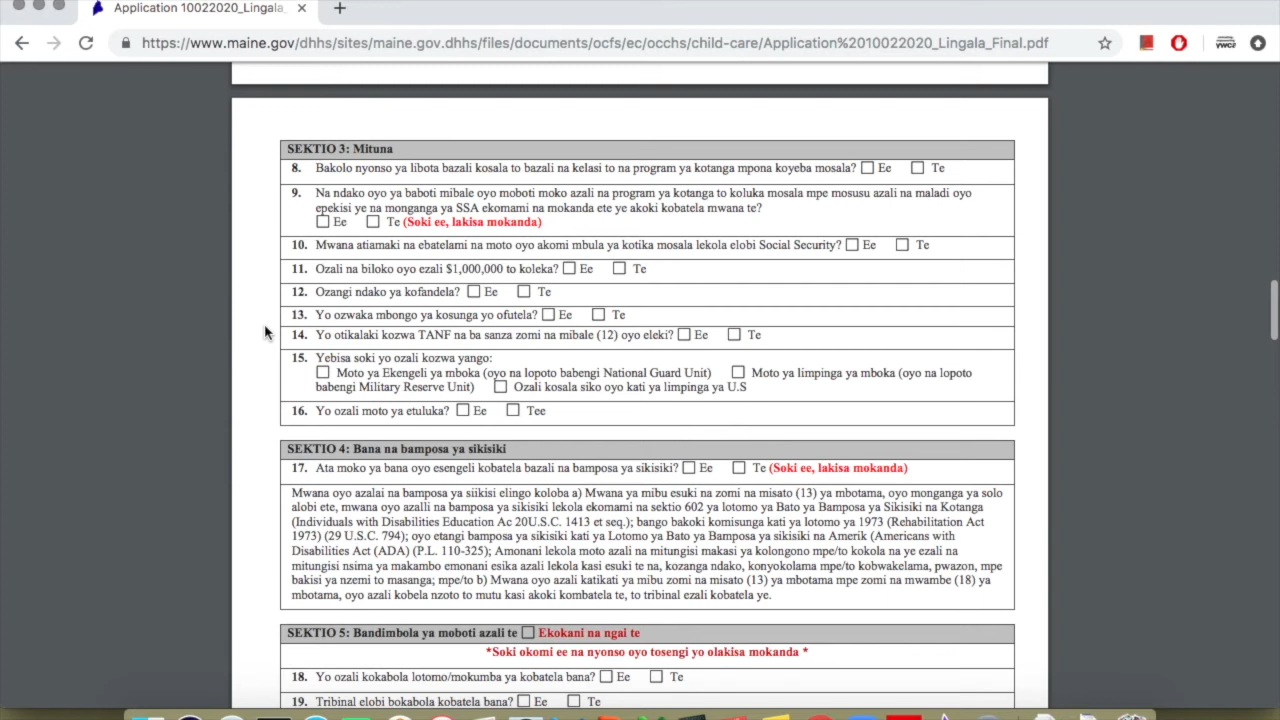 Application 10022020_Lingala_
https://www.maine.gov/dhhs/sites/maine.gov.dhhs/files/documents/ocfs/ec/occhs/child-care/Application%2010022020_Lingala_Final.pdf
SEKTIO 3: Mituna
8. Bakolo nyonso ya libota bazali kosala to bazali na kelasi to na program ya kotanga mpona koyeba mosala? Ee Te
9. Na ndako oyo ya baboti mibale oyo moboti moko azali na program ya kotanga to koluka mosala mpe mosusu azali na maladi oyo
epekisi ye na monganga ya SSA ekomami na mokanda ete ye akoki kobatela mwana te?
Ee Te (Soki ee, lakisa mokanda)
10. Mwana atiamaki na ebatelami na moto oyo akomi mbula ya kotika mosala lekola elobi Social Security? Ee Te
11. Ozali na biloko oyo ezali $1,000,000 to koleka? Ee Te
12. Ozangi ndako ya kofandela? Ee Te
13. Yo ozwaka mbongo ya kosunga yo ofutela? Ee Te
14. Yo otikalaki kozwa TANF na ba sanza zomi na mibale (12) oyo eleki? Ee Te
15. Yebisa soki yo ozali kozwa yango:
Moto ya Ekengeli ya mboka (oyo na lopoto babengi National Guard Unit) Moto ya limpinga ya mboka (oyo na lopoto
babengi Military Reserve Unit) Ozali kosala siko oyo kati ya limpinga ya U.S
16. Yo ozali moto ya etuluka? Ee Tee
SEKTIO 4: Bana na bamposa ya sikisiki
17. Ata moko ya bana oyo esengeli kobatela bazali na bamposa ya sikisiki? Ee Te (Soki ee, lakisa mokanda)
Mwana oyo azalai na bamposa ya siikisi elingo koloba a) Mwana ya mibu esuki na zomi na misato (13) ya mbotama, oyo monganga ya solo
alobi ete, mwana oyo azalli na bamposa ya sikisiki lekola ekomami na sektio 602 ya lotomo ya Bato ya Bamposa ya Sikisiki na Kotanga
(Individuals with Disabilities Education Ac 20U.S.C. 1413 et seq.); bango bakoki komisunga kati ya lotomo ya 1973 (Rehabilitation Act
1973) (29 U.S.C. 794); oyo etangi bamposa ya sikisiki kati ya Lotomo ya Bato ya Bamposa ya sikisiki na Amerik (Americans with
Disabilities Act (ADA) (P.L. 110-325); Amonani lekola moto azali na mitungisi makasi ya kolongono mpe/to kokola na ye ezali na
mitungisi nsima ya makambo emonani esika azali lekola kasi esuki te na, kozanga ndako, konyokolama mpe/to kobwakelama, pwazon, mpe
bakisi ya nzemi to masanga; mpe/to b) Mwana oyo azali katikati ya mibu zomi na misato (13) ya mbotama mpe zomi na mwambe (18) ya
mbotama, oyo azali kobela nzoto to mutu kasi akoki kombatela te, to tribinal ezali kobatela ye.
SEKTIO 5: Bandimbola ya moboti azali te Ekokani na ngai te
*Soki okomi ee na nyonso oyo tosengi yo olakisa mokanda *
18. Yo ozali kokabola lotomo/mokumba ya kobatela bana? Ee Te
19. Tribinal elobi bokabola kobatela bana? Ee Te